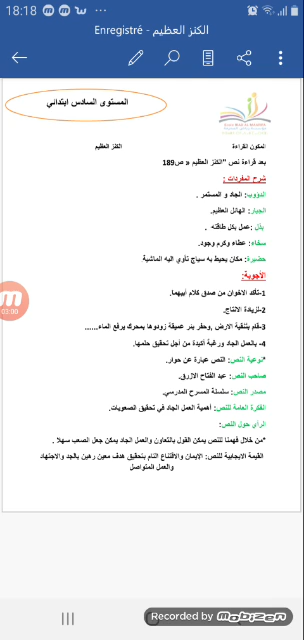 18:18
Enregistré - الكنز العظيم
المستوى السادس ابتدائي
المكون القراءة الكنز العظيم
بعد قراءة نص "الكنز العظيم « ص189
شرح المفردات :
الدؤوب: الجاد و المستمر .
الجبار: الهائل العظيم.
بذل :عمل بكل طاقته .
سخاء: عطاء وكرم وجود.
حضيرة: مكان يحيط به سياج تأوي اليه الماشية
الأجوبة:
1-تأكد الاخوان من صدق كلام أبيهما.
2-لزيادة الانتاج.
3-قام بتنقية الارض ,وحفر بئر عميقة زودوها بمحرك يرفع الماء......
4- بالعمل الجاد ورغبة أكيدة من أجل تحقيق حلمها.
*نوعية النص: النص عبارة عن حوار.
صاحب النص: عبد الفتاح الازرق.
مصدر النص: سلسلة المسرح المدرسي.
الفكرة العامة للنص: أهمية العمل الجاد في تحقيق الصعوبات.
الرأي حول النص:
*من خلال فهمنا للنص يمكن القول بالتعاون والعمل الجاد يمكن جعل الصعب سهلا .
القيمة الايجابية للنص: الإيمان والاقتناع التام بتحقيق هدف معين رهين بالجد والاجتهاد
والعمل المتواصل
03:00
Recorded by mobizen